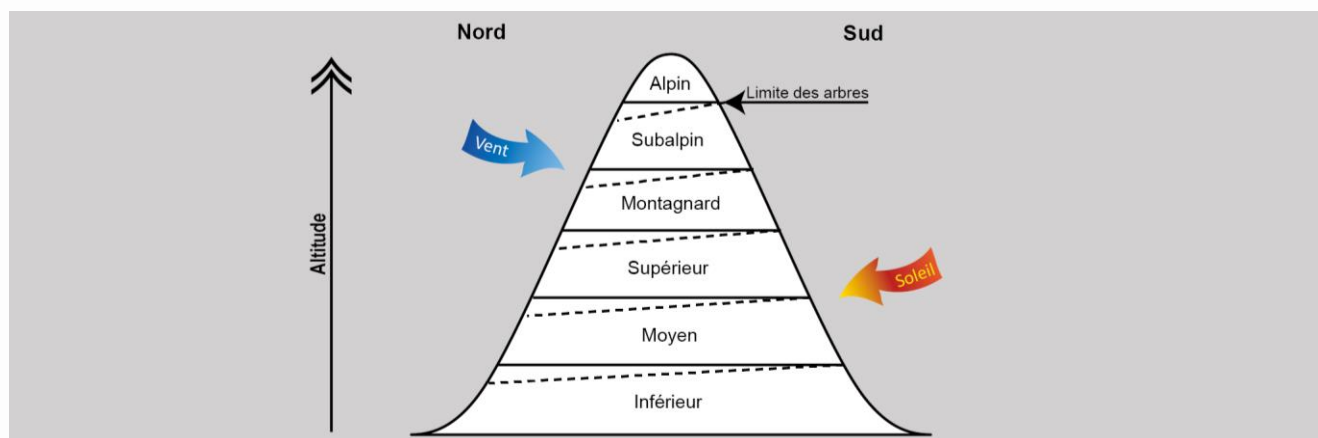 Nord
Sud
Alpin
Limite des arbres
Vent
Subalpin
Montagnard
Altitude
Supérieur
Soleil
Moyen
Inférieur